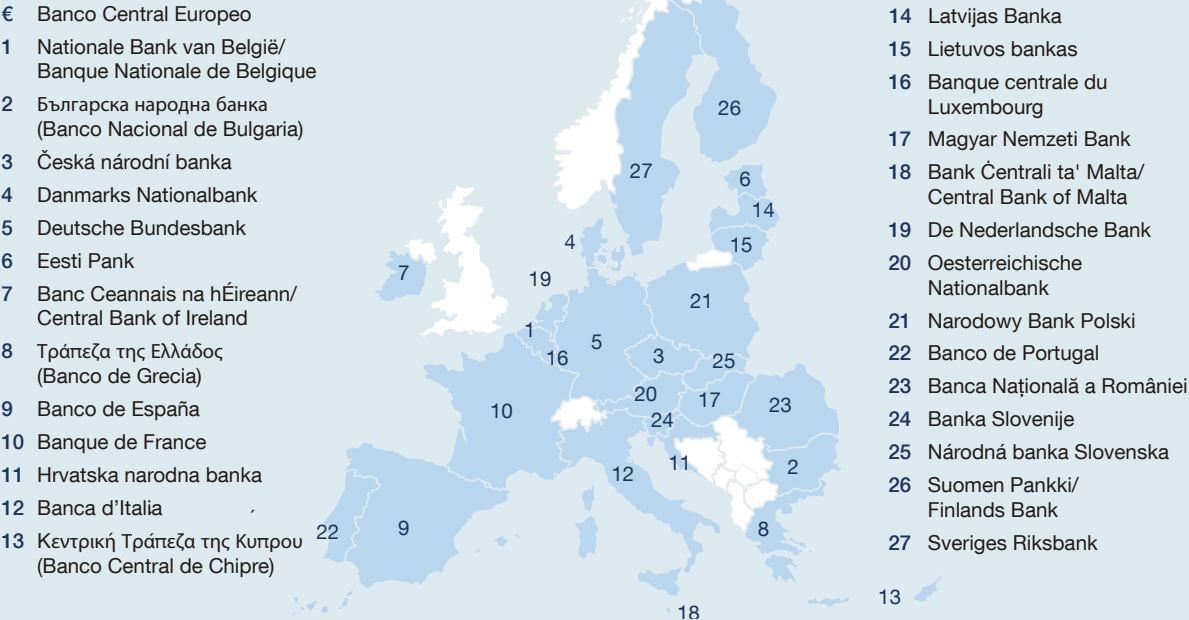 € Banco Central Europeo
1 Nationale Bank van België/
Banque Nationale de Belgique
2 Българска народна банка
(Banco Nacional de Bulgaria)
3 Česká národní banka
4 Danmarks Nationalbank
5 Deutsche Bundesbank
6 Eesti Pank
7 Banc Ceannais na hÉireann/
Central Bank of Ireland
8 Τράπεζα της Ελλάδος
(Banco de Grecia)
9 Banco de España
10 Banque de France
11 Hrvatska narodna banka
12 Banca d’Italia
13 Κεντρική Τράπεζα της Κυπρου
(Banco Central de Chipre)
26
27
6
14
4
15
7
19
21
1
5
16
3
25
20
10
17
23
24
11
2
12
22
9
8
13
18
14 Latvijas Banka
15 Lietuvos bankas
16 Banque centrale du
Luxembourg
17 Magyar Nemzeti Bank
18 Bank Ċentrali ta' Malta/
Central Bank of Malta
19 De Nederlandsche Bank
20 Oesterreichische
Nationalbank
21 Narodowy Bank Polski
22 Banco de Portugal
23 Banca Națională a României
24 Banka Slovenije
25 Národná banka Slovenska
26 Suomen Pankki/
Finlands Bank
27 Sveriges Riksbank